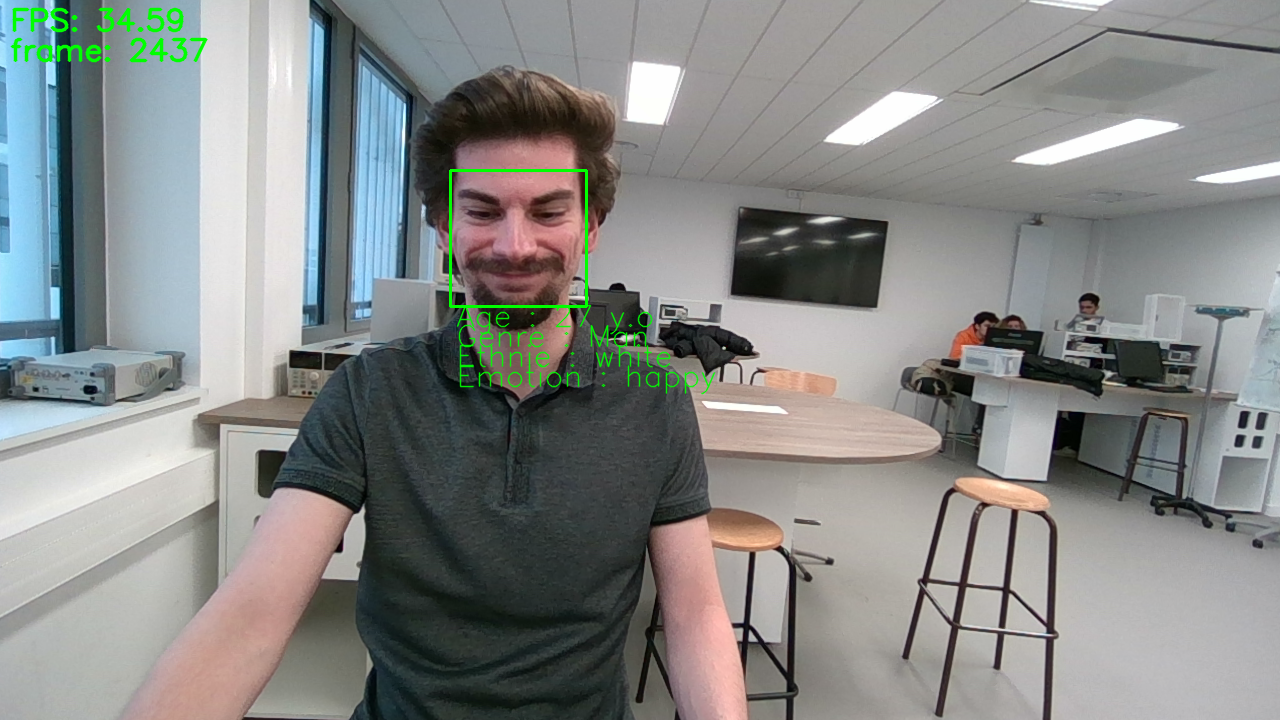 FPS: 34.59
frame: 2437
Age : 27 y.o
Genre : Man
Ethnie : white
Emotion : happy